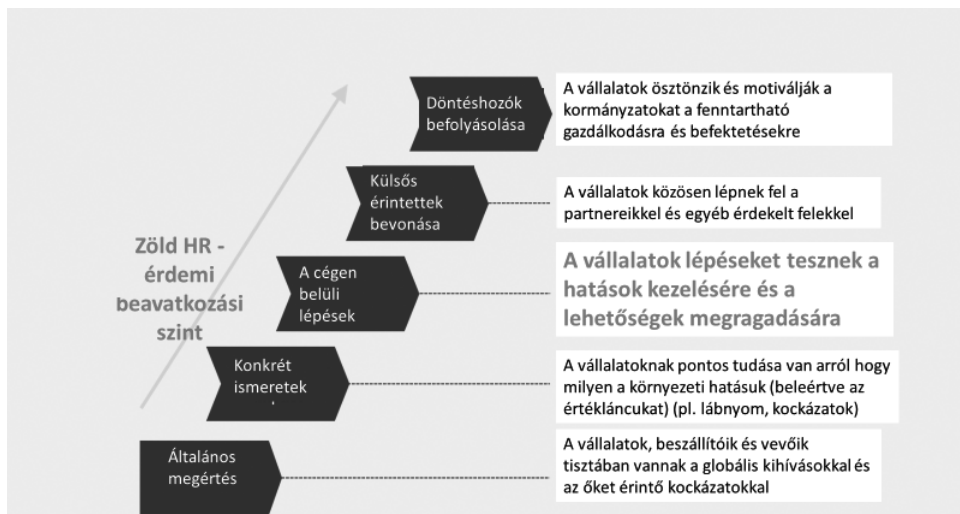 Döntéshozók
befolyásolása
A vállalatok ösztönzik és motiválják a
kormányzatokat a fenntartható
gazdálkodásra és befektetésekre
Külsős
érintettek
bevonása
A vállalatok közösen lépnek fel a
partnereikkel és egyéb érdekelt felekkel
Zöld HR -
érdemi
beavatkozási
szint
A cégen
belüli
lépések
A vállalatok lépéseket tesznek a
hatások kezelésére és a
lehetőségek megragadására
Konkrét
ismeretek
A vállalatoknak pontos tudása van arról hogy
milyen a környezeti hatásuk (beleértve az
értékláncukat) (pl. lábnyom, kockázatok)
Általános
megértés
A vállalatok, beszállítóik és vevőik
tisztában vannak a globális kihívásokkal és
az őket érintő kockázatokkal